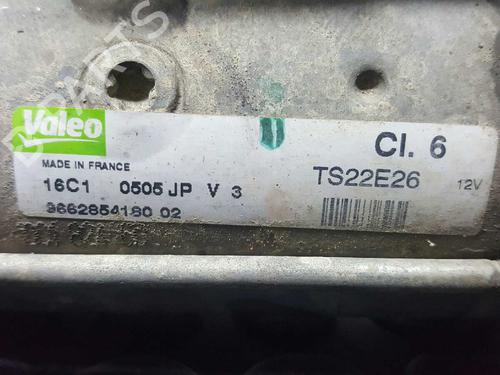 Valeo
MADE IN FRANCE
16C1 0505 JP V 3
9662854180 02
Cl. 6
TS22E26 12V